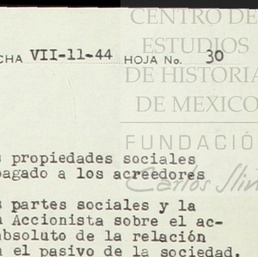 CENTRO DE
ESTUDIOS
DE HISTORIA
DE MEXICO
FUNDACIÓ
Carlos Slim
CHA VII-11-44 HOJA No. 30
s propiedades sociales
pagado a los acreedores
s partes sociales y la
n Accionista sobre el ac-
absoluto de la relación
n el pasivo de la sociedad.